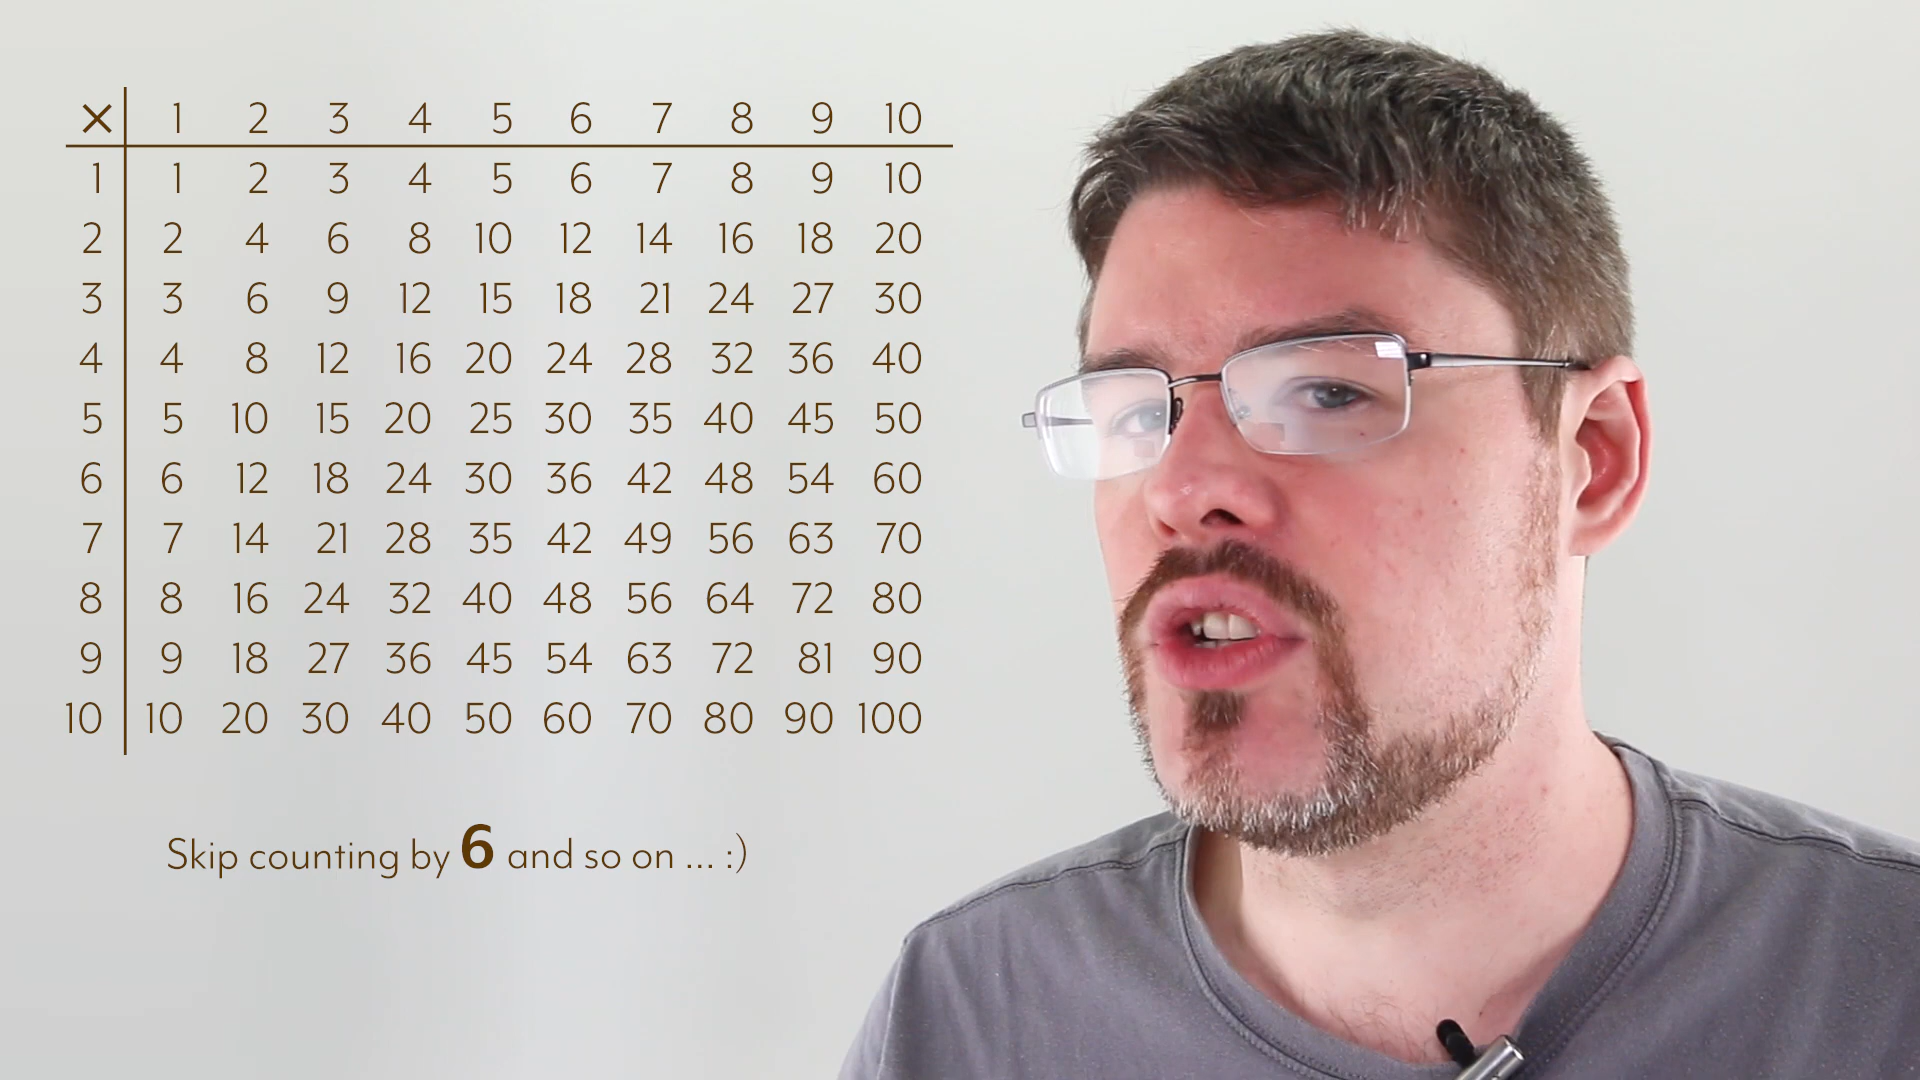 × 1 2 3 4 5 6 7 8 9 10
1 1 2 3 4 5 6 7 8 9 10
2 2 4 6 8 10 12 14 16 18 20
3 3 6 9 12 15 18 21 24 27 30
4 4 8 12 16 20 24 28 32 36 40
5 5 10 15 20 25 30 35 40 45 50
6 6 12 18 24 30 36 42 48 54 60
7 7 14 21 28 35 42 49 56 63 70
8 8 16 24 32 40 48 56 64 72 80
9 9 18 27 36 45 54 63 72 81 90
10 10 20 30 40 50 60 70 80 90 100
Skip counting by 6 and so on ... :)